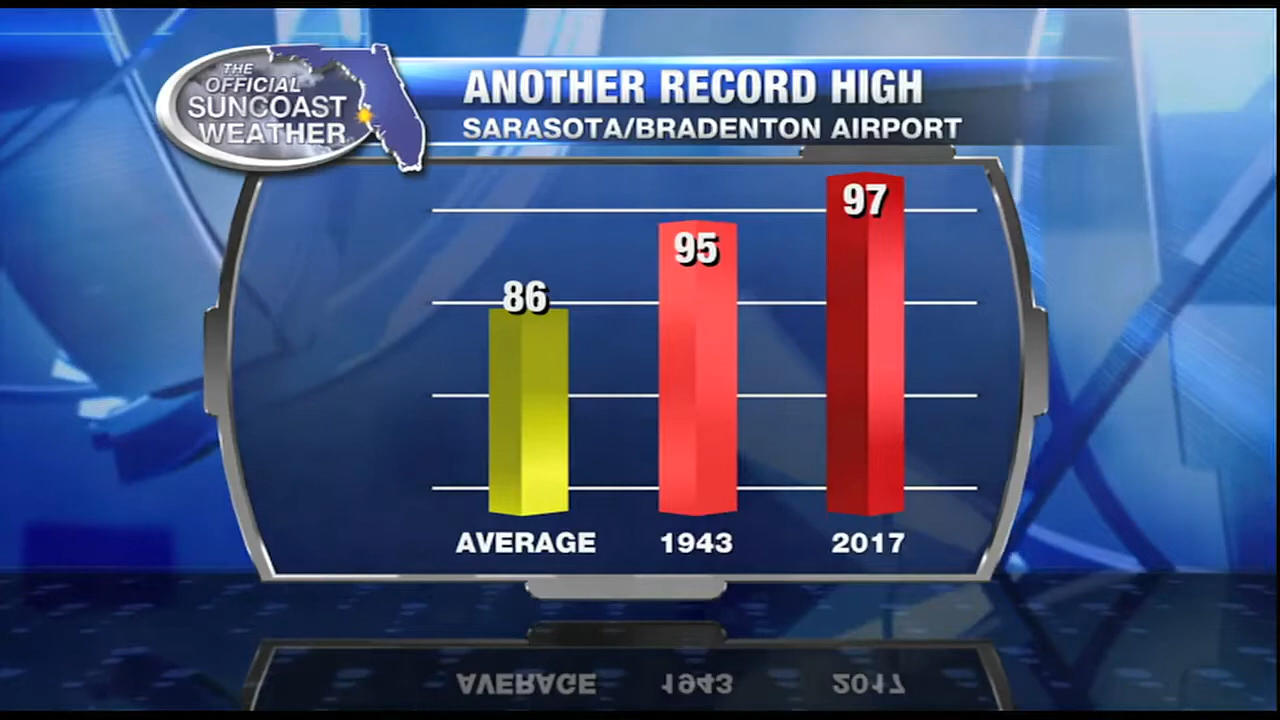 THE
OFFICIAL
SUNCOAST
WEATHER
ANOTHER RECORD HIGH
SARASOTA/BRADENTON AIRPORT
86
95
97
AVERAGE
1943
2017